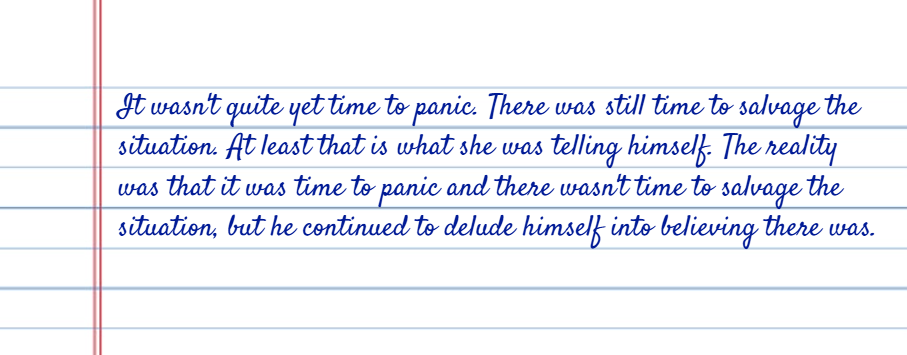 It wasn't quite yet time to panic. There was still time to salvage the
situation. At least that is what she was telling himself. The reality
was that it was time to panic and there wasn't time to salvage the
situation, but he continued to delude himself into believing there was.